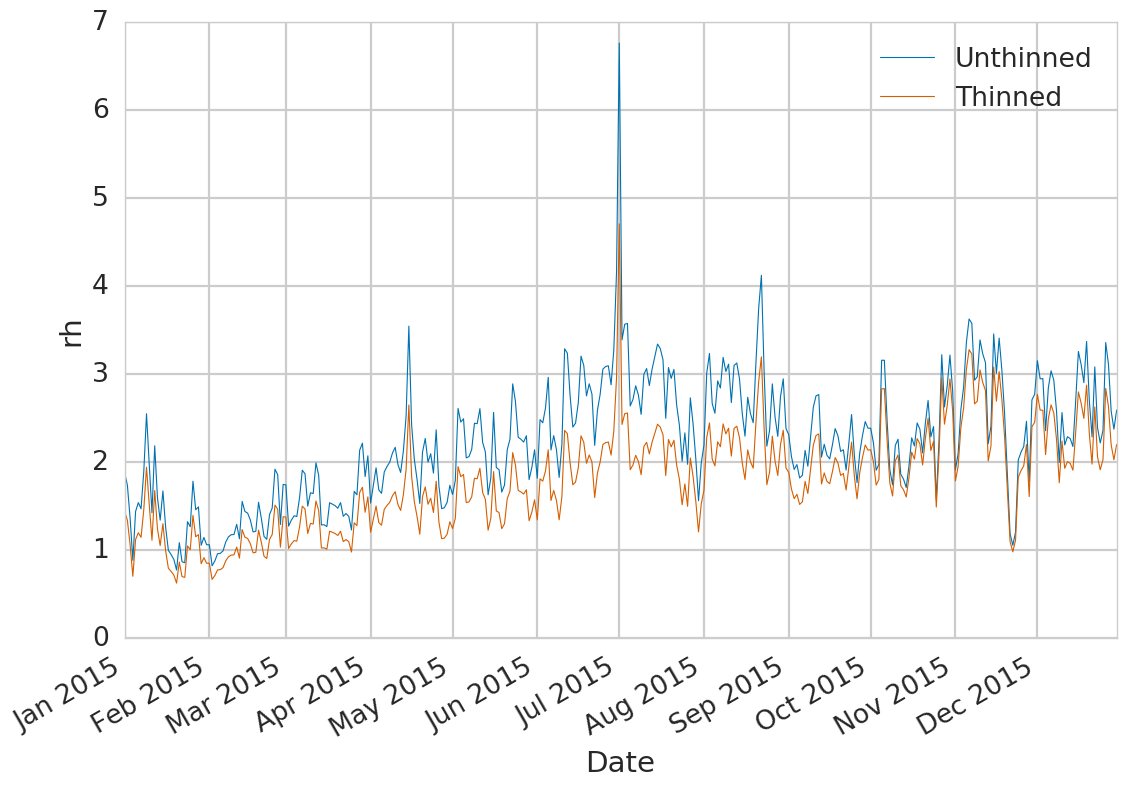 7
6
5
4
3
2
1
0
rh
Unthinned
Thinned
Jan 2015
Feb 2015
Mar 2015
Apr 2015
May 2015
Jun 2015
Jul 2015
Aug 2015
Sep 2015
Oct 2015
Nov 2015
Dec 2015
Date